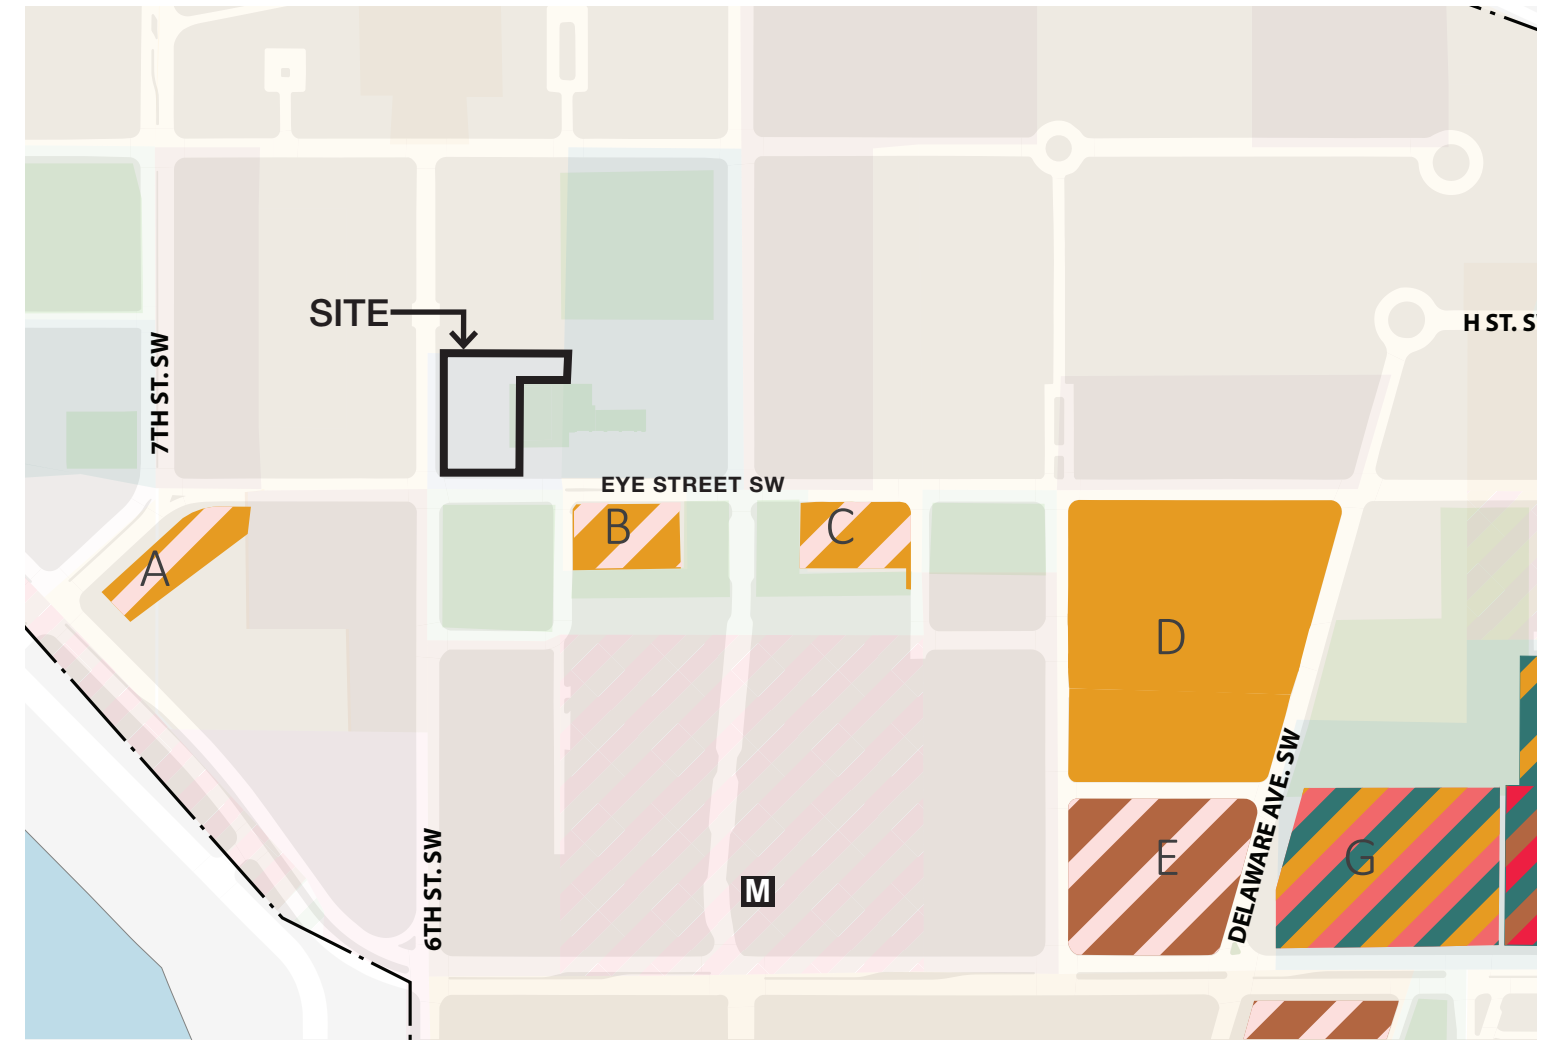 SITE
H ST. S
7TH ST. SW
EYE STREET SW
A
B
C
D
E
G
DELAWARE AVE. SW
6TH ST. SW
M